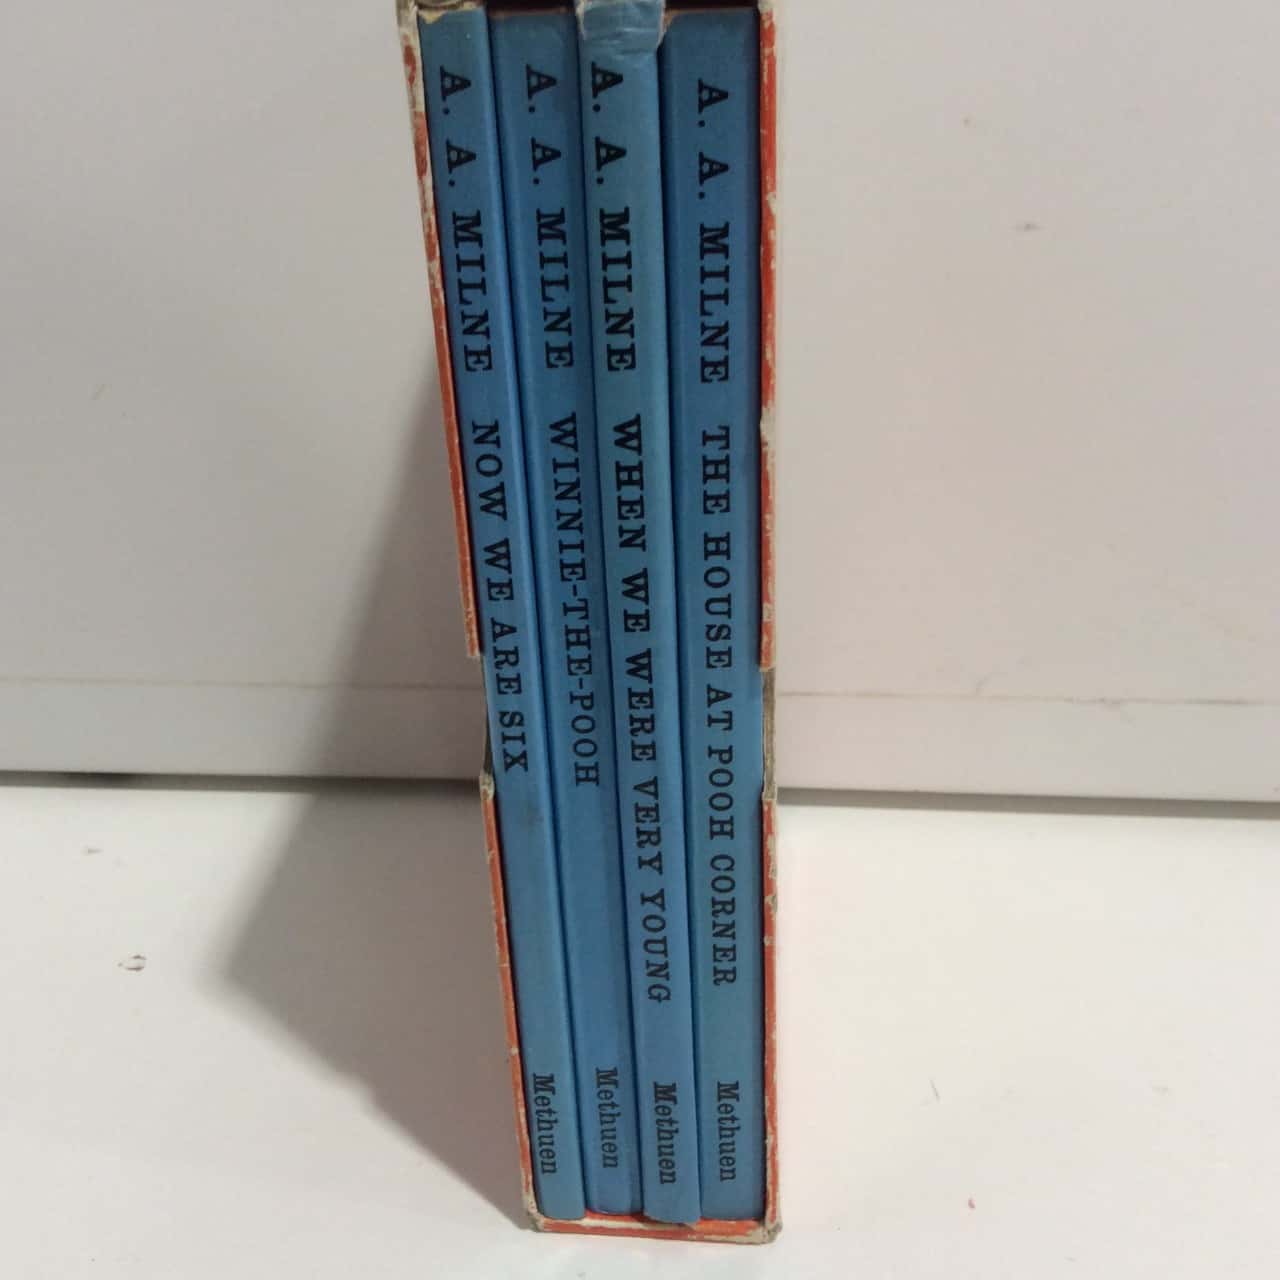 A. A. MILNE NOW WE ARE SIX Methuen
A. A. MILNE WINNIE-THE-POOH Methuen
A. A. MILNE WHEN WE WERE VERY YOUNG Methuen
A. A. MILNE THE HOUSE AT POOH CORNER Methuen